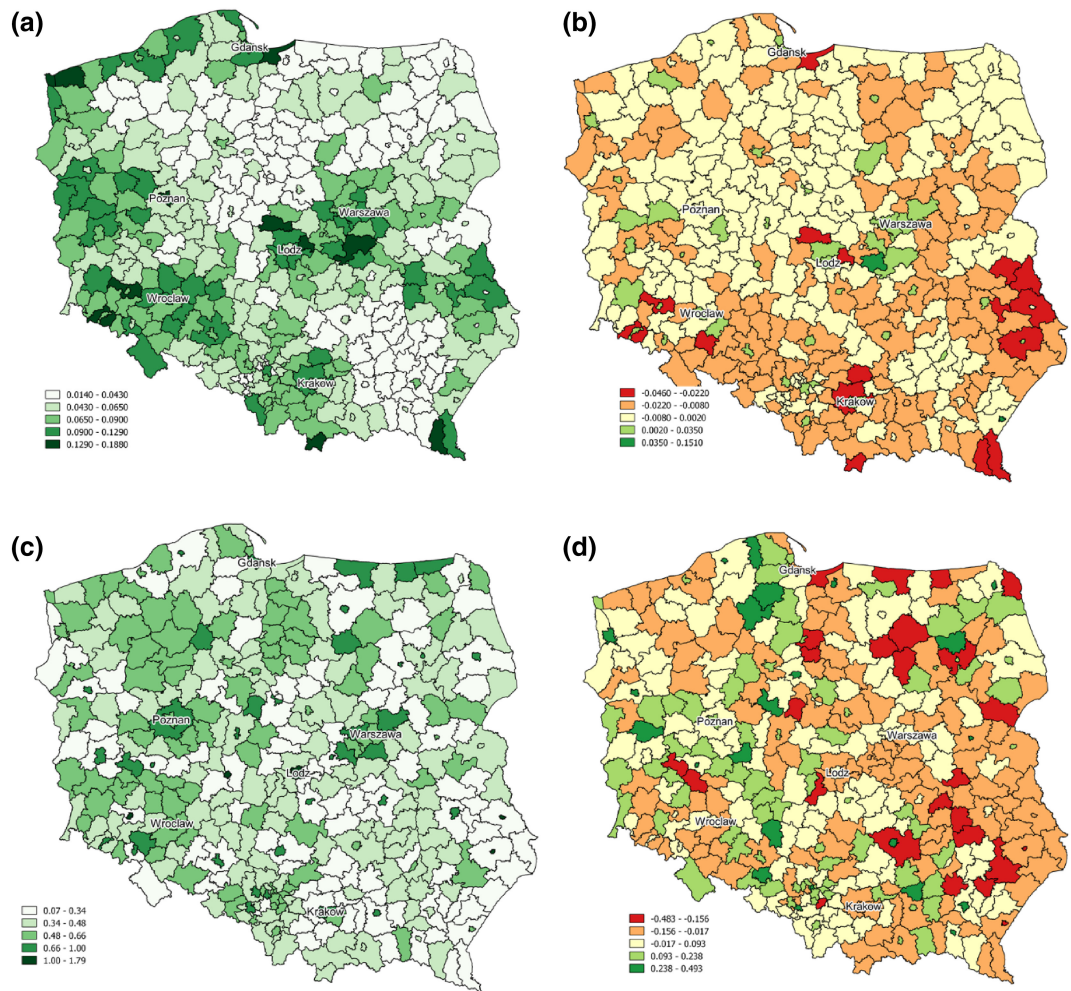 (a)
Gdansk
Poznan
Warszawa
Lodz
Wroclaw
Krakow
0.0140 - 0.0430
0.0430 - 0.0650
0.0650 - 0.0900
0.0900 - 0.1290
0.1290 - 0.1880
(b)
Gdansk
Poznan
Warszawa
Lodz
Wroclaw
Krakow
-0.0460 - -0.0220
-0.0220 - -0.0080
-0.0080 - 0.0020
0.0020 - 0.0350
0.0350 - 0.1510
(c)
Gdansk
Poznan
Warszawa
Lodz
Wroclaw
Krakow
0.07 - 0.34
0.34 - 0.48
0.48 - 0.66
0.66 - 1.00
1.00 - 1.79
(d)
Gdansk
Poznan
Warszawa
Lodz
Wroclaw
Krakow
-0.483 - -0.156
-0.156 - -0.017
-0.017 - 0.093
0.093 - 0.238
0.238 - 0.493